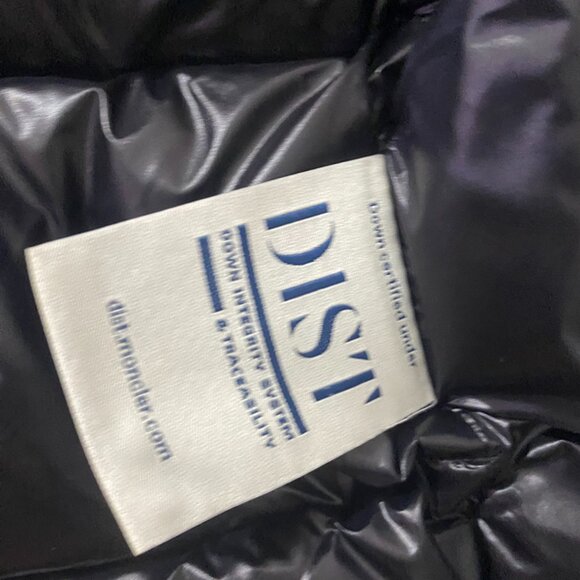 Down certified under
DIST
DOWN INTEGRITY SYSTEM
& TRACEABILITY
dist.moncler.com